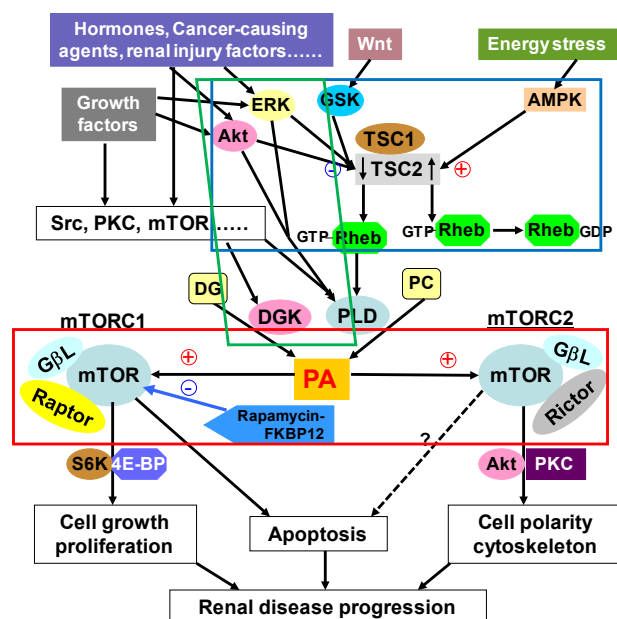 Hormones, Cancer-causing
agents, renal injury factors......
Wnt
Energy stress
Growth
factors
ERK
GSK
AMPK
Akt
TSC1
TSC2
Src, PKC, mTOR.....
GTP
Rheb
GTP
Rheb
Rheb
GDP
DG
DGK
PLD
PC
mTORC1
mTORC2
GβL
mTOR
Raptor
PA
Rapamycin-
FKBP12
mTOR
GβL
Rictor
?
S6K
4E-BP
Akt
PKC
Cell growth
proliferation
Apoptosis
Cell polarity
cytoskeleton
Renal disease progression